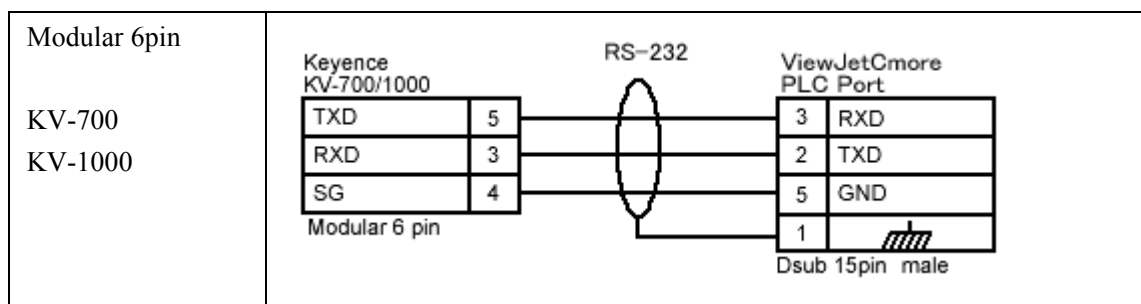 Modular 6pin
KV-700
KV-1000
RS-232
Keyence
KV-700/1000
ViewJetCmore
PLC Port
TXD 5 3 RXD
RXD 3 2 TXD
SG 4 5 GND
1
Modular 6 pin
Dsub 15pin male